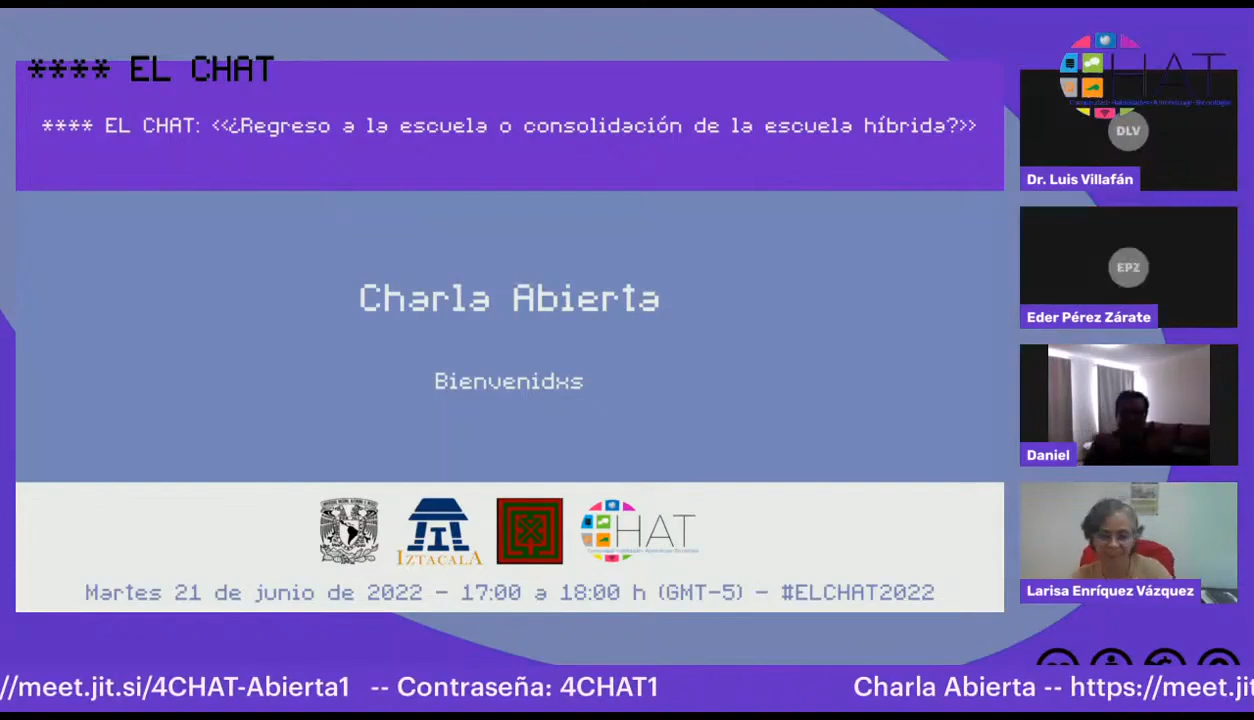 **** EL CHAT
**** EL CHAT: <<¿Regreso a la escuela o consolidación de la escuela híbrida?>>
Charla Abierta
Bienvenidxs
IZTACALA
HAT
Martes 21 de junio de 2022 - 17:00 a 18:00 h (GMT-5) - #ELCHAT2022
HAT
DLV
Dr. Luis Villafán
EPZ
Eder Pérez Zárate
Daniel
Larisa Enríquez Vázquez
//meet.jit.si/4CHAT-Abierta1 -- Contraseña: 4CHAT1 Charla Abierta -- https://meet.jit